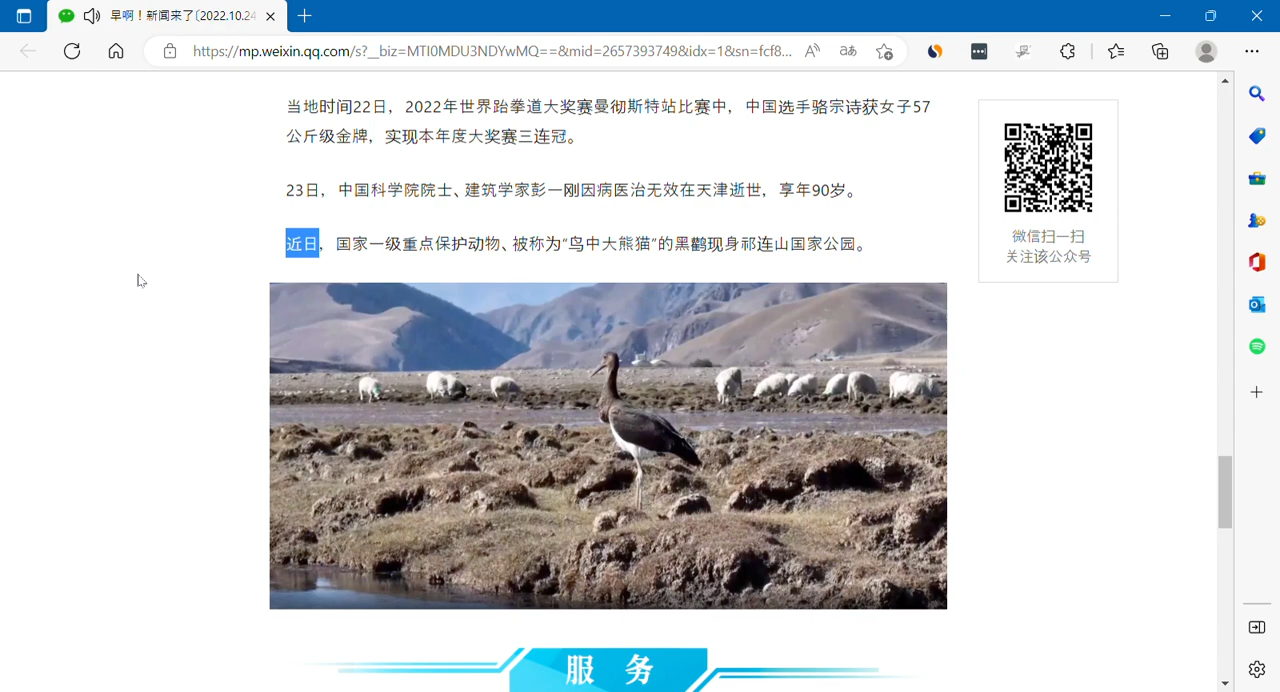 早啊！新闻来了〔2022.10.24
https://mp.weixin.qq.com/s?__biz=MTI0MDU3NDYwMQ==&mid=2657393749&idx=1&sn=fcf8...
当地时间22日，2022年世界跆拳道大奖赛曼彻斯特站比赛中，中国选手骆宗诗获女子57
公斤级金牌，实现本年度大奖赛三连冠。
23日，中国科学院院士、建筑学家彭一刚因病医治无效在天津逝世，享年90岁。
近日，国家一级重点保护动物、被称为“鸟中大熊猫”的黑鹳现身祁连山国家公园。
微信扫一扫
关注该公众号
服 务